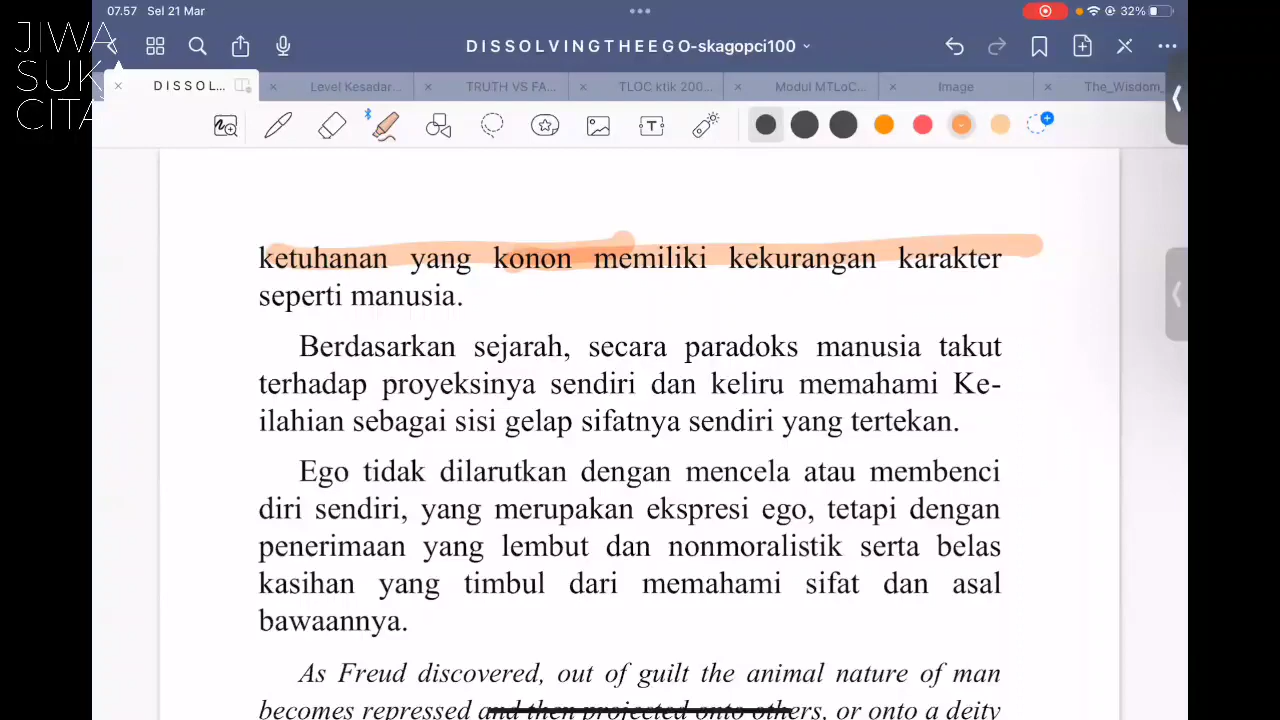 07.57 Sel 21 Mar
32%
JIWA
SUK
CITA
DISSOLVINGTHEEGO-skagopci100
DISSOL...
Level Kesadar...
TRUTH VS FA...
TLOC ktik 200...
Modul MTLoC...
Image
The_Wisdom_
ketuhanan yang konon memiliki kekurangan karakter
seperti manusia.
Berdasarkan sejarah, secara paradoks manusia takut
terhadap proyeksinya sendiri dan keliru memahami Ke-
ilahian sebagai sisi gelap sifatnya sendiri yang tertekan.
Ego tidak dilarutkan dengan mencela atau membenci
diri sendiri, yang merupakan ekspresi ego, tetapi dengan
penerimaan yang lembut dan nonmoralistik serta belas
kasihan yang timbul dari memahami sifat dan asal
bawaannya.
As Freud discovered, out of guilt the animal nature of man
becomes repressed and then projected onto others, or onto a deity